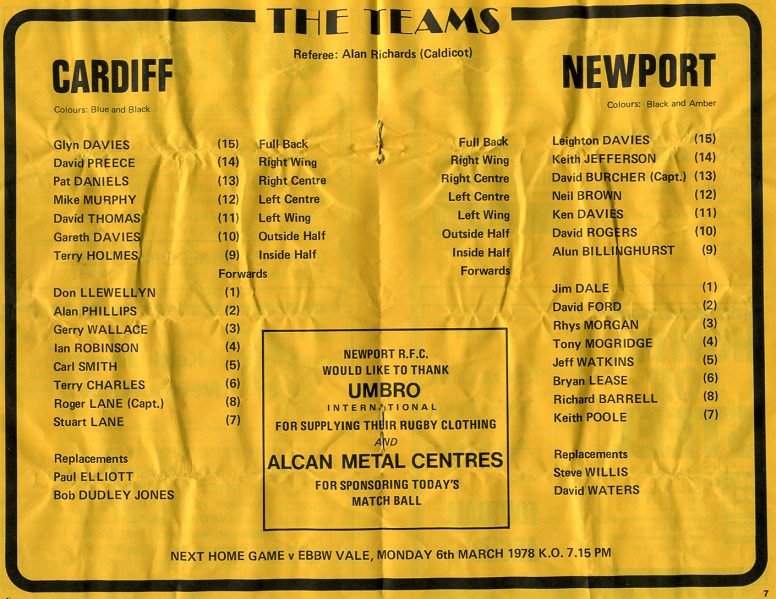 THE TEAMS
Referee: Alan Richards (Caldicot)
CARDIFF
Colours: Blue and Black
Glyn DAVIES (15) Full Back
David PREECE (14) Right Wing
Pat DANIELS (13) Right Centre
Mike MURPHY (12) Left Centre
David THOMAS (11) Left Wing
Gareth DAVIES (10) Outside Half
Terry HOLMES (9) Inside Half
Forwards
Don LLEWELLYN (1)
Alan PHILLIPS (2)
Gerry WALLACE (3)
Ian ROBINSON (4)
Carl SMITH (5)
Terry CHARLES (6)
Roger LANE (Capt.) (8)
Stuart LANE (7)
Replacements
Paul ELLIOTT
Bob DUDLEY JONES
NEWPORT
Colours: Black and Amber
Full Back Leighton DAVIES (15)
Right Wing Keith JEFFERSON (14)
Right Centre David BURCHER (Capt.) (13)
Left Centre Neil BROWN (12)
Left Wing Ken DAVIES (11)
Outside Half David ROGERS (10)
Inside Half Alun BILLINGHURST (9)
Forwards
Jim DALE (1)
David FORD (2)
Rhys MORGAN (3)
Tony MOGRIDGE (4)
Jeff WATKINS (5)
Bryan LEASE (6)
Richard BARRELL (8)
Keith POOLE (7)
Replacements
Steve WILLIS
David WATERS
NEWPORT R.F.C.
WOULD LIKE TO THANK
UMBRO
INTERNATIONAL
FOR SUPPLYING THEIR RUGBY CLOTHING
AND
ALCAN METAL CENTRES
FOR SPONSORING TODAY'S
MATCH BALL
NEXT HOME GAME v EBBW VALE, MONDAY 6th MARCH 1978 K.O. 7.15 PM
7